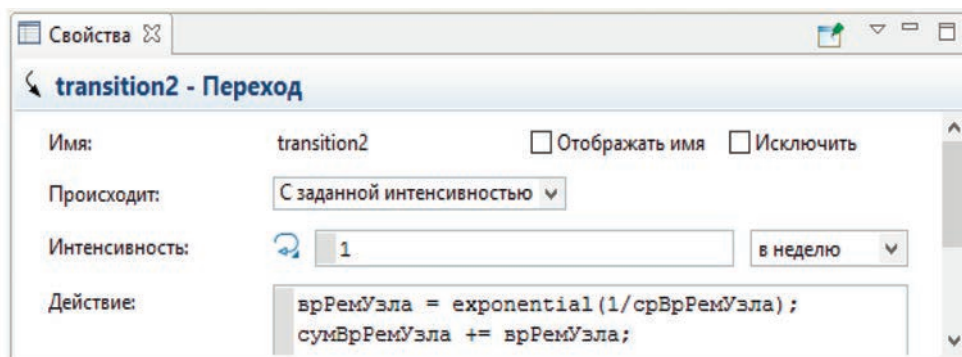 Свойства
transition2 - Переход
Имя: transition2 Отображать имя Исключить
Происходит: С заданной интенсивностью
Интенсивность: 1 в неделю
Действие: врРемУзла = exponential(1/срВрРемУзла);
сумВрРемУзла += врРемУзла;